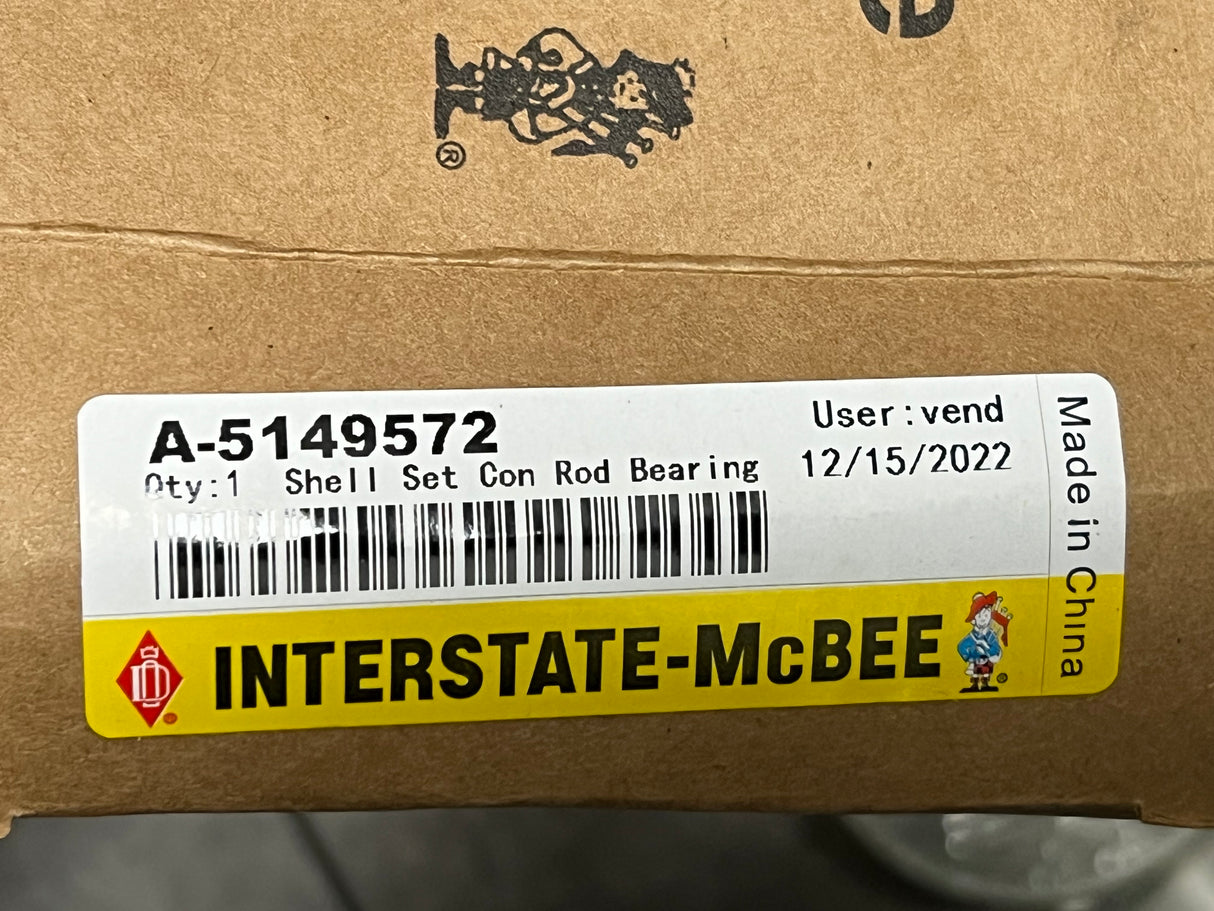 ®
A-5149572
Qty:1 Shell Set Con Rod Bearing
User:vend
12/15/2022
Made in China
INTERSTATE-McBEE